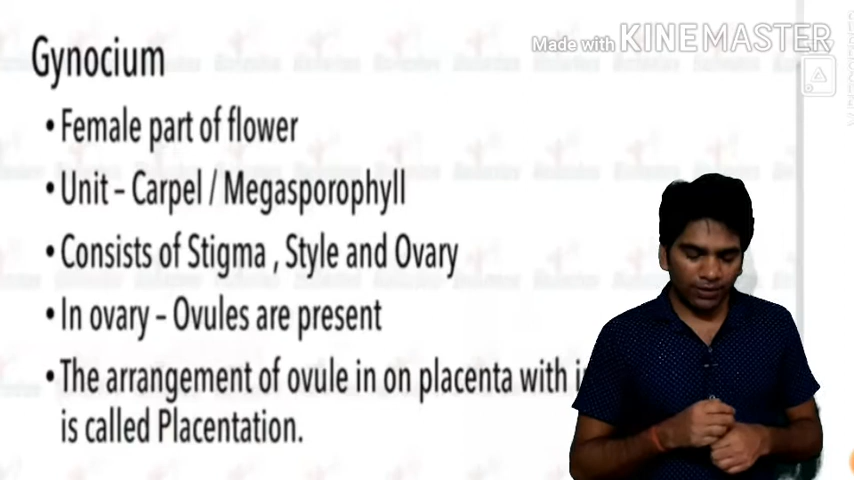 Made with KINEMASTER
Gynocium
• Female part of flower
• Unit – Carpel / Megasporophyll
• Consists of Stigma , Style and Ovary
• In ovary – Ovules are present
• The arrangement of ovule in on placenta with
is called Placentation.